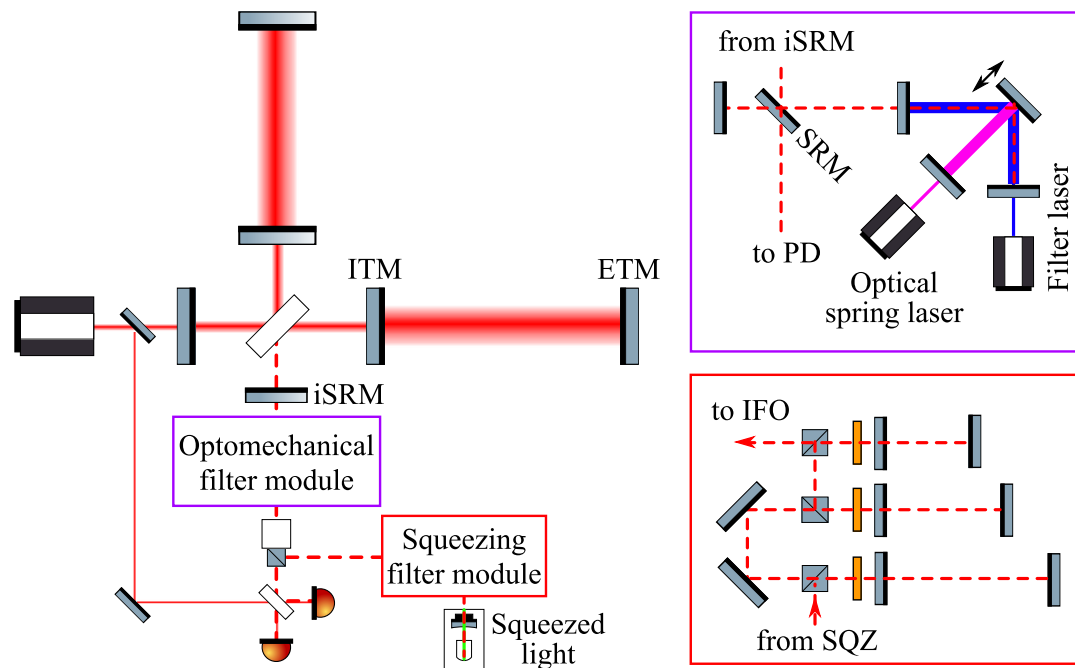 ITM
ETM
iSRM
Optomechanical
filter module
Squeezing
filter module
Squeezed
light
from iSRM
SRM
to PD
Optical
spring laser
Filter laser
to IFO
from SQZ